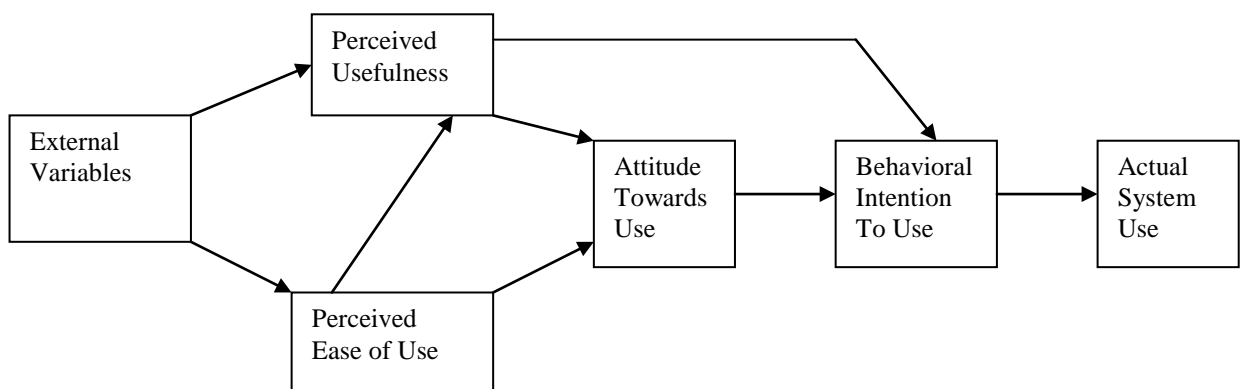 Perceived
Usefulness
External
Variables
Attitude
Towards
Use
Behavioral
Intention
To Use
Actual
System
Use
Perceived
Ease of Use